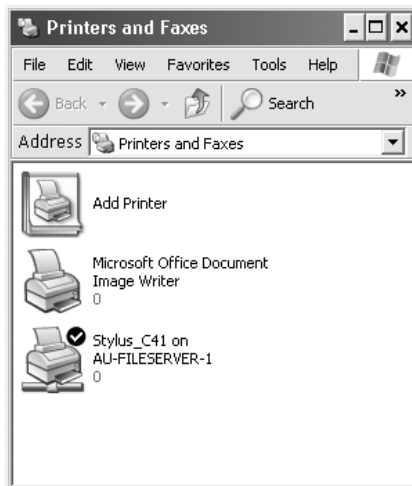 Printers and Faxes
File Edit View Favorites Tools Help
Back Search »
Address Printers and Faxes
Add Printer
Microsoft Office Document
Image Writer
0
Stylus_C41 on
AU-FILESERVER-1
0